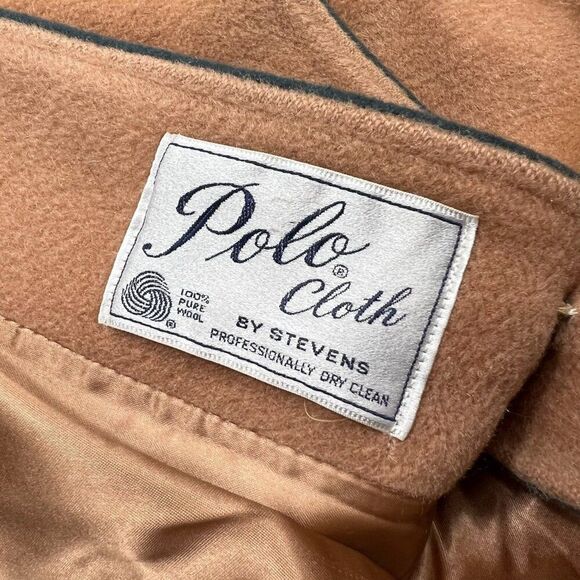 Polo®
Cloth
100%
PURE
WOOL
®
BY STEVENS
PROFESSIONALLY DRY CLEAN